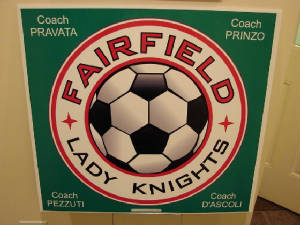 Coach
PRAVATA
Coach
PRINZO
FAIRFIELD
LADY KNIGHTS
Coach
PEZZUTI
Coach
D'ASCOLI